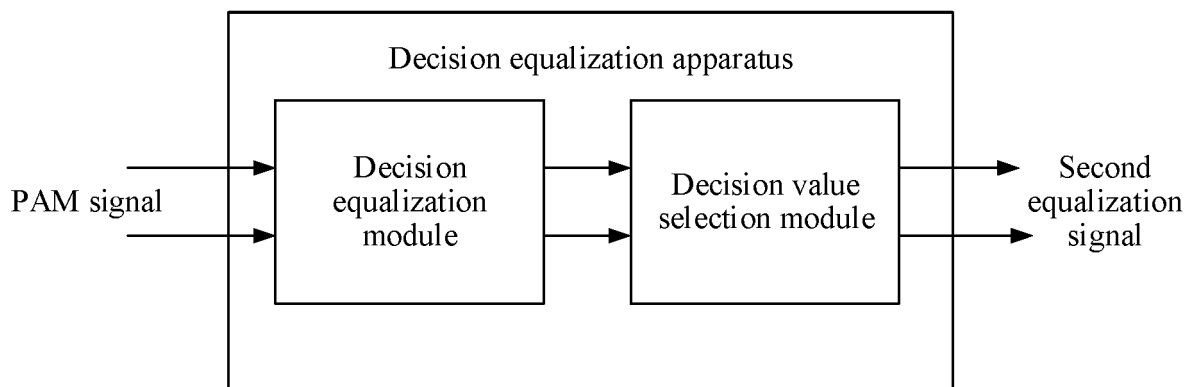 Decision equalization apparatus
PAM signal
Decision
equalization
module
Decision value
selection module
Second
equalization
signal